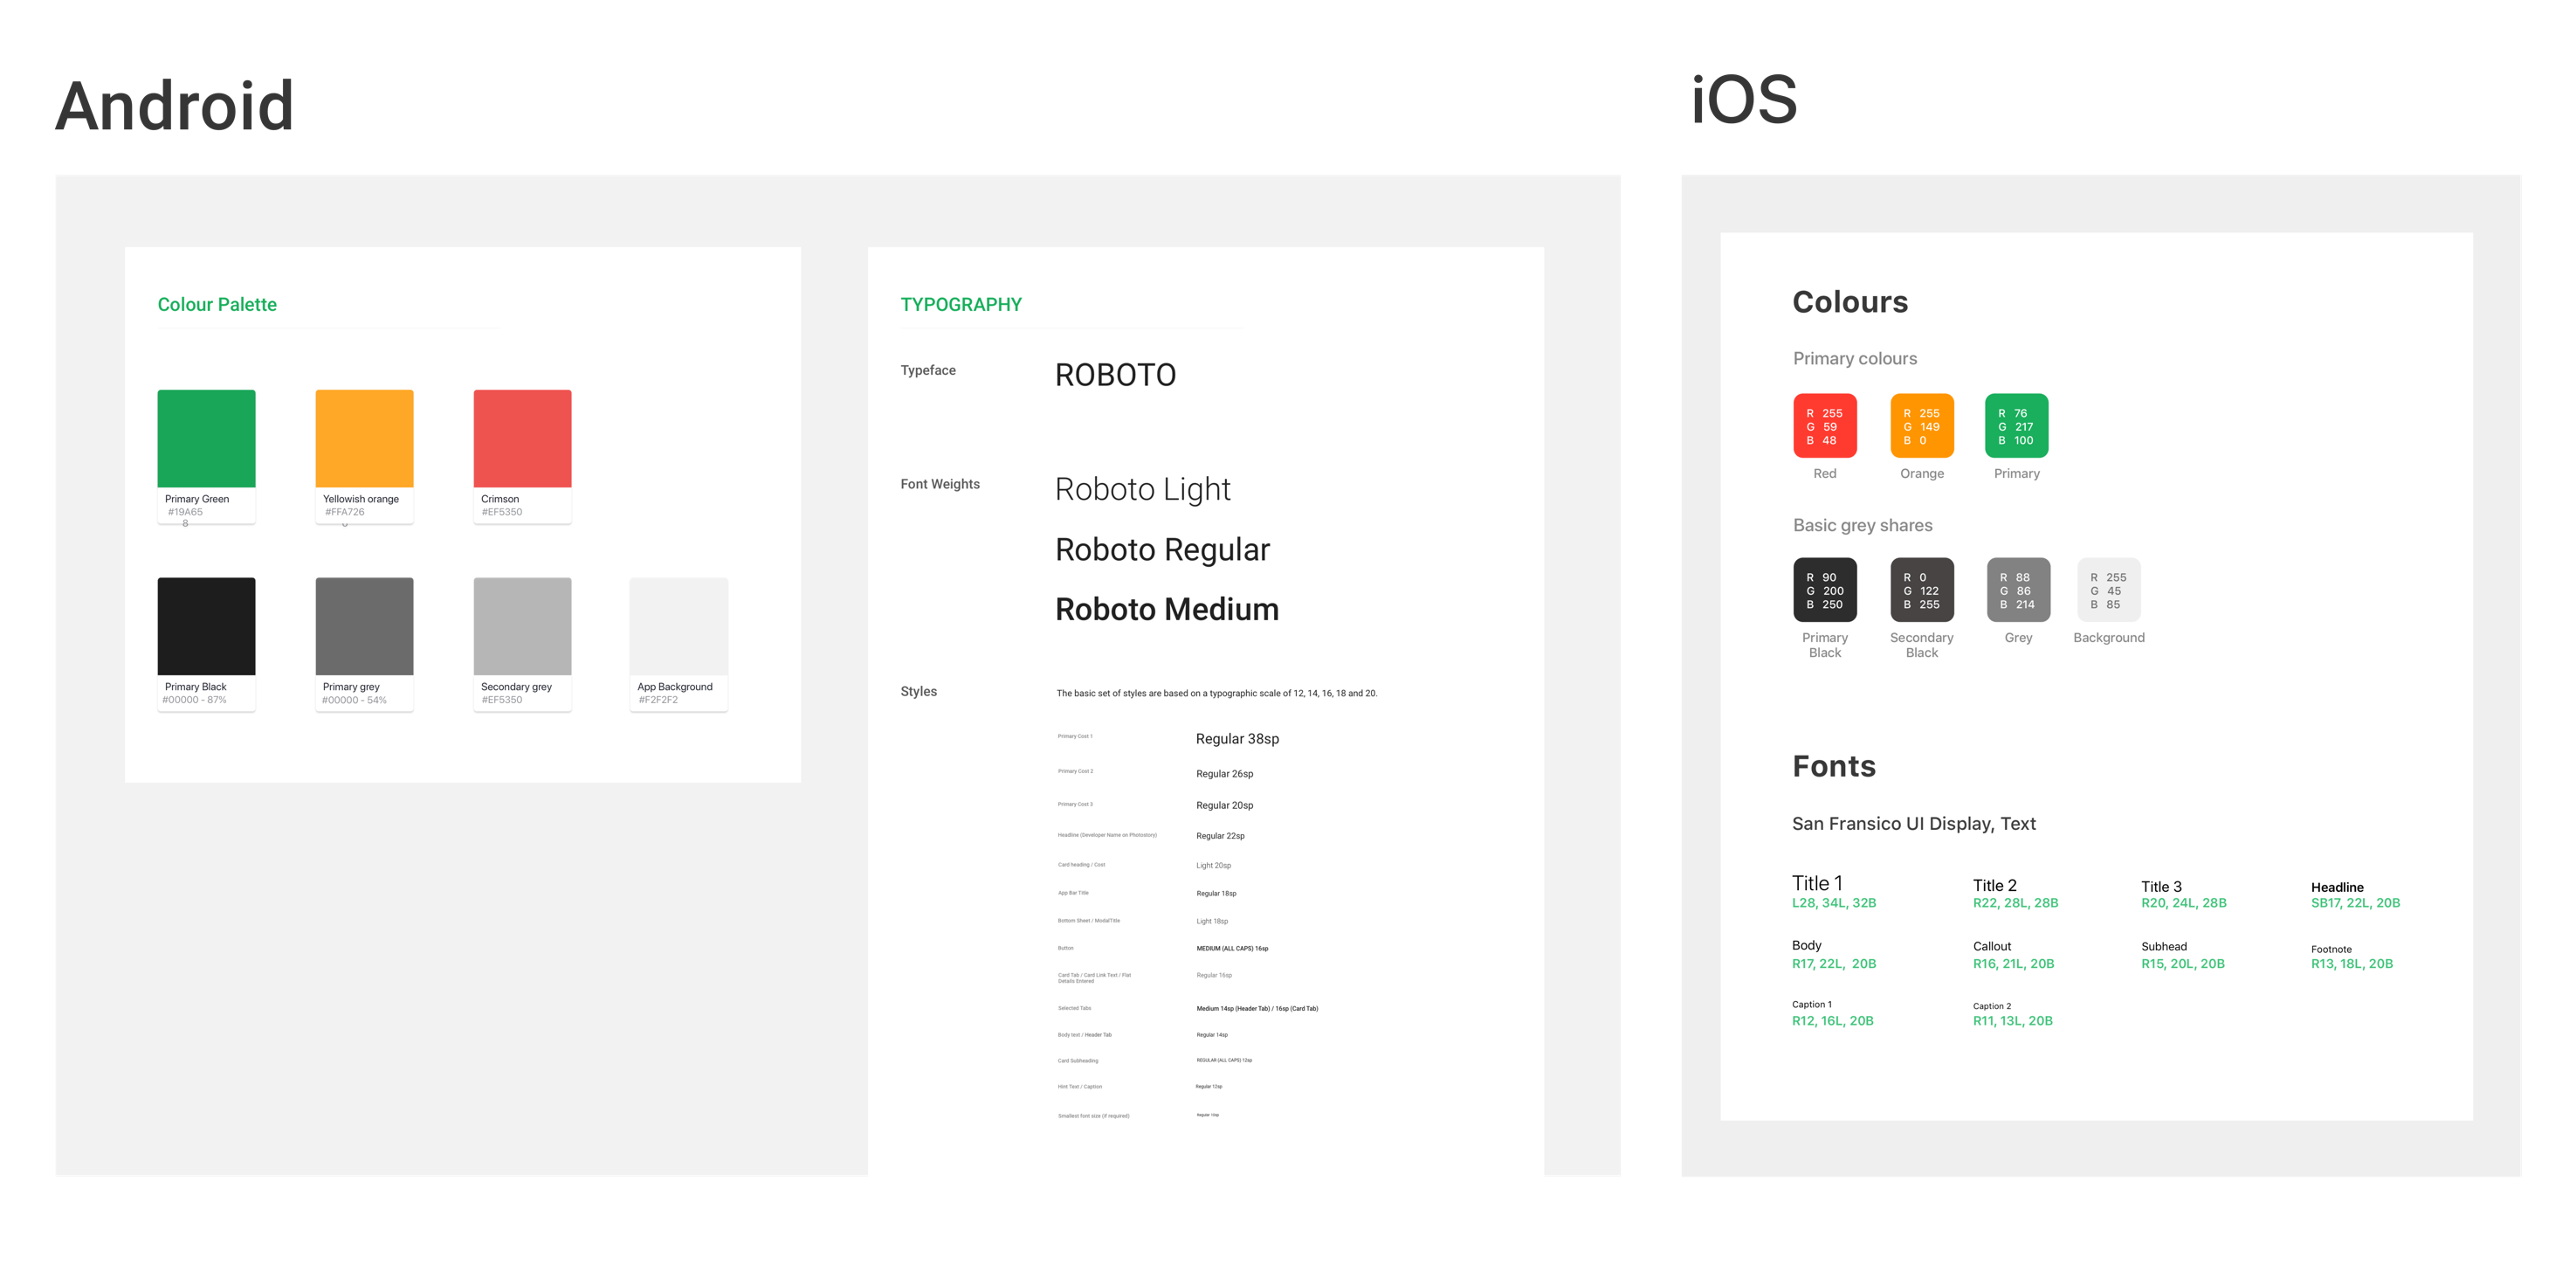 Android
Colour Palette
Primary Green
#19A65
8
Yellowish orange
#FFA726
Crimson
#EF5350
Primary Black
#00000 - 87%
Primary grey
#00000 - 54%
Secondary grey
#EF5350
App Background
#F2F2F2
TYPOGRAPHY
Typeface
ROBOTO
Font Weights
Roboto Light
Roboto Regular
Roboto Medium
Styles
The basic set of styles are based on a typographic scale of 12, 14, 16, 18 and 20.
Primary Cost 1
Regular 38sp
Primary Cost 2
Regular 26sp
Primary Cost 3
Regular 20sp
Headline (Developer Name on Photostory)
Regular 22sp
Card heading / Cost
Light 20sp
App Bar Title
Regular 18sp
Bottom Sheet / ModalTitle
Light 18sp
Button
MEDIUM (ALL CAPS) 16sp
Card Tab / Card Link Text / Flat
Details Entered
Regular 16sp
Selected Tabs
Medium 14sp (Header Tab) / 16sp (Card Tab)
Body text / Header Tab
Regular 14sp
Card Subheading
REGULAR (ALL CAPS) 12sp
Hint Text / Caption
Regular 12sp
Smallest font size (if required)
Regular
iOS
Colours
Primary colours
R 255
G 59
B 48
Red
R 255
G 149
B 0
Orange
R 76
G 217
B 100
Primary
Basic grey shares
R 90
G 200
B 250
Primary
Black
R 0
G 122
B 255
Secondary
Black
R 88
G 86
B 214
Grey
R 255
G 45
B 85
Background
Fonts
San Fransico UI Display, Text
Title 1
L28, 34L, 32B
Title 2
R22, 28L, 28B
Title 3
R20, 24L, 28B
Headline
SB17, 22L, 20B
Body
R17, 22L, 20B
Callout
R16, 21L, 20B
Subhead
R15, 20L, 20B
Footnote
R13, 18L, 20B
Caption 1
R12, 16L, 20B
Caption 2
R11, 13L, 20B